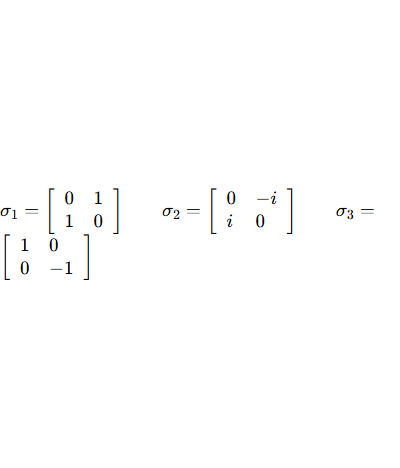 σ₁ = [ 0 1 ; 1 0 ] σ₂ = [ 0 −i ; i 0 ] σ₃ =
[ 1 0 ; 0 −1 ]